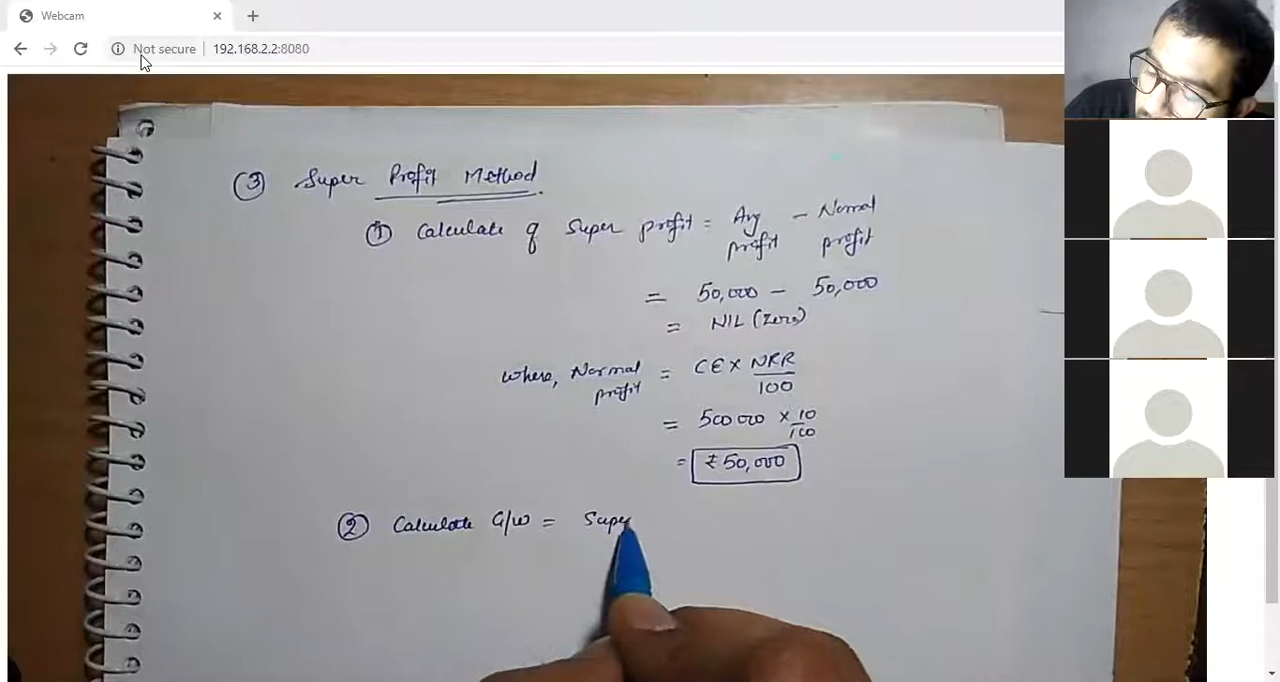 Webcam
Not secure 192.168.2.2:8080
③ Super Profit Method
① Calculate of Super profit = Avg profit - Normal profit
= 50,000 - 50,000
= NIL (Zero)
where, Normal profit = CE × NRR/100
= 500000 × 10/100
= ₹50,000
② Calculate G/w = Supe